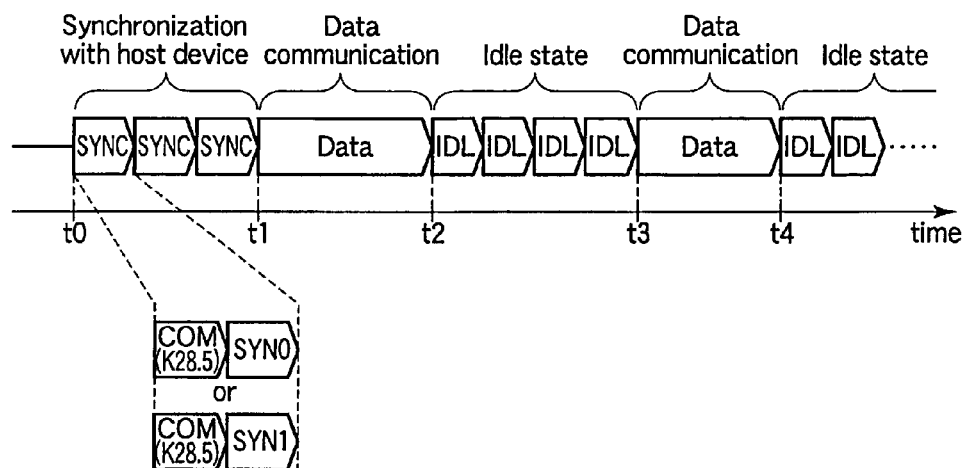 Synchronization with host device
Data communication
Idle state
Data communication
Idle state
SYNC SYNC SYNC Data IDL IDL IDL IDL Data IDL IDL ·····
t0 t1 t2 t3 t4 time
COM (K28.5) SYN0
or
COM (K28.5) SYN1